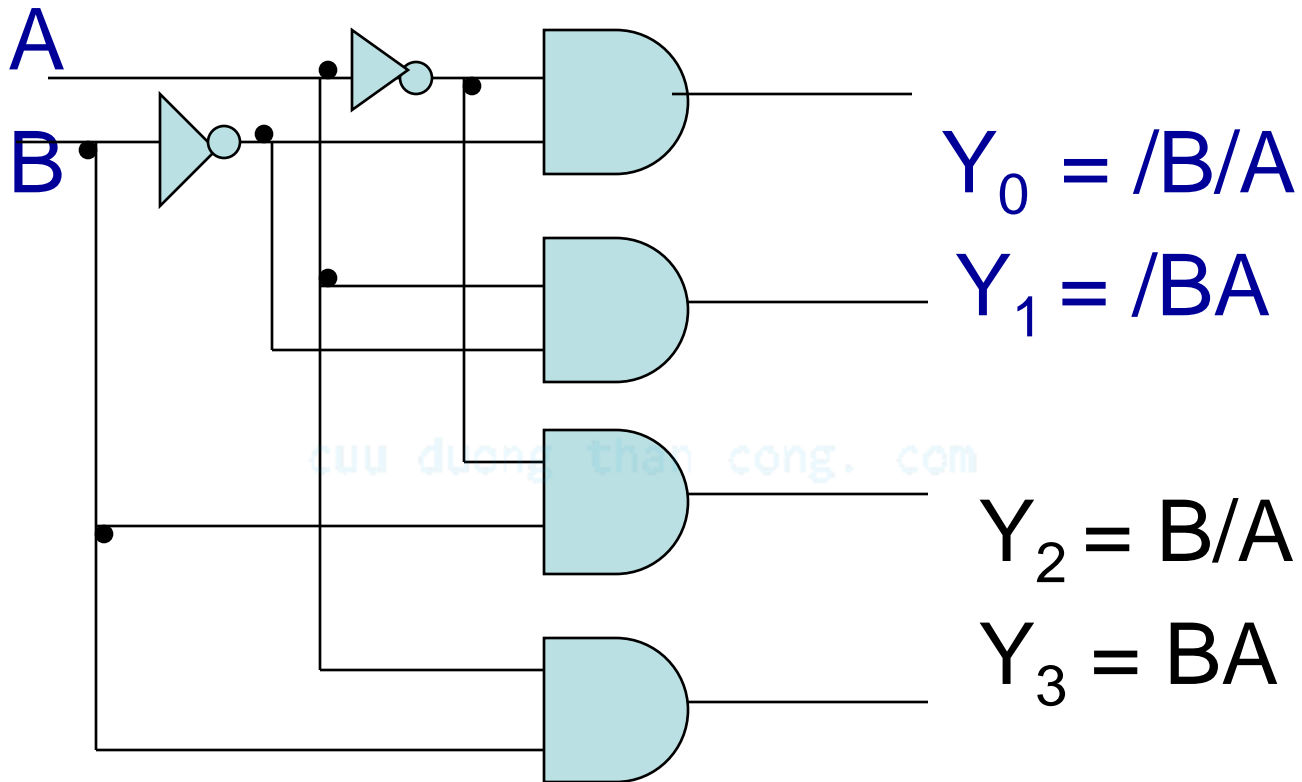 A
B
Y0 = /B/A
Y1 = /BA
cuu duong than cong. com
Y2 = B/A
Y3 = BA